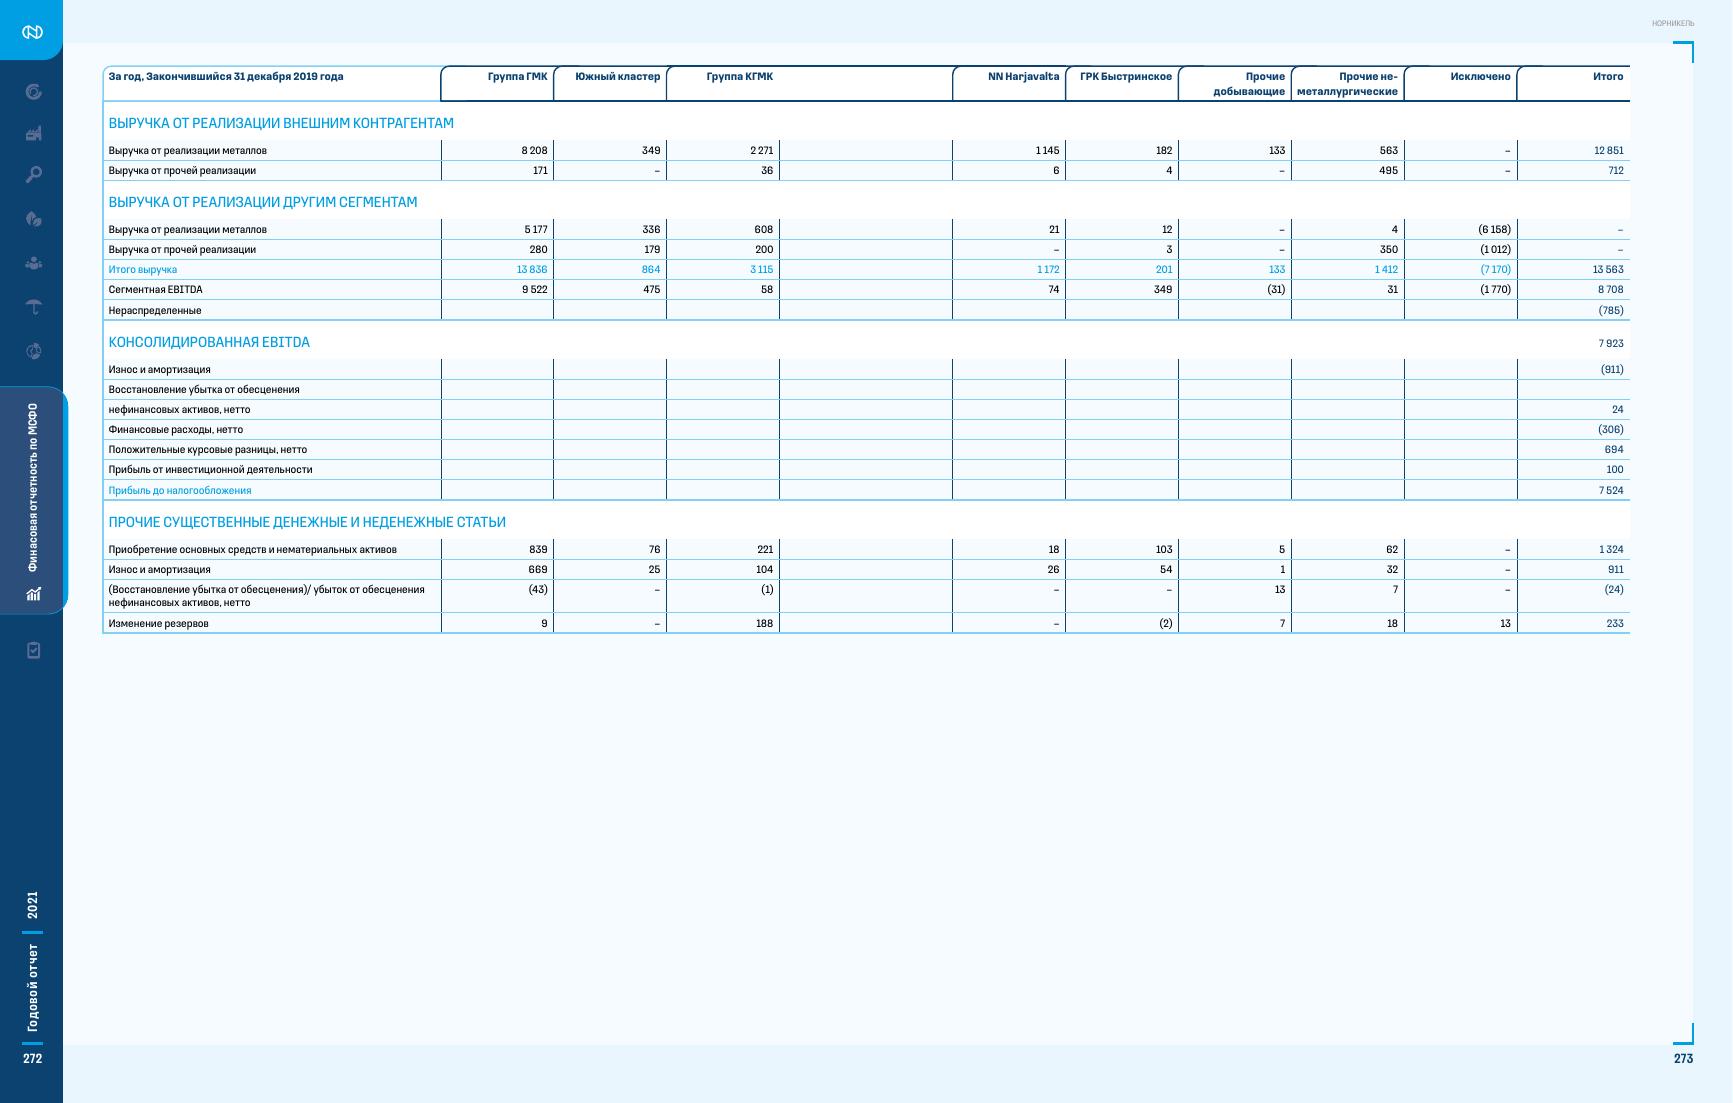 НОРНИКЕЛЬ
За год, Закончившийся 31 декабря 2019 года Группа ГМК Южный кластер Группа КГМК NN Harjavalta ГРК Быстринское Прочие добывающие Прочие не-металлургические Исключено Итого
ВЫРУЧКА ОТ РЕАЛИЗАЦИИ ВНЕШНИМ КОНТРАГЕНТАМ
Выручка от реализации металлов 8 208 349 2 271 1 145 182 133 563 – 12 851
Выручка от прочей реализации 171 – 36 6 4 – 495 – 712
ВЫРУЧКА ОТ РЕАЛИЗАЦИИ ДРУГИМ СЕГМЕНТАМ
Выручка от реализации металлов 5 177 336 608 21 12 – 4 (6 158) –
Выручка от прочей реализации 280 179 200 – 3 – 350 (1 012) –
Итого выручка 13 836 864 3 115 1 172 201 133 1 412 (7 170) 13 563
Сегментная EBITDA 9 522 475 58 74 349 (31) 31 (1 770) 8 708
Нераспределенные (785)
КОНСОЛИДИРОВАННАЯ EBITDA 7 923
Износ и амортизация (911)
Восстановление убытка от обесценения
нефинансовых активов, нетто 24
Финансовые расходы, нетто (306)
Положительные курсовые разницы, нетто 694
Прибыль от инвестиционной деятельности 100
Прибыль до налогообложения 7 524
ПРОЧИЕ СУЩЕСТВЕННЫЕ ДЕНЕЖНЫЕ И НЕДЕНЕЖНЫЕ СТАТЬИ
Приобретение основных средств и нематериальных активов 839 76 221 18 103 5 62 – 1 324
Износ и амортизация 669 25 104 26 54 1 32 – 911
(Восстановление убытка от обесценения)/ убыток от обесценения (43) – (1) – – 13 7 – (24)
нефинансовых активов, нетто
Изменение резервов 9 – 188 – (2) 7 18 13 233
Финасовая отчетность по МСФО
Годовой отчет 2021
272
273